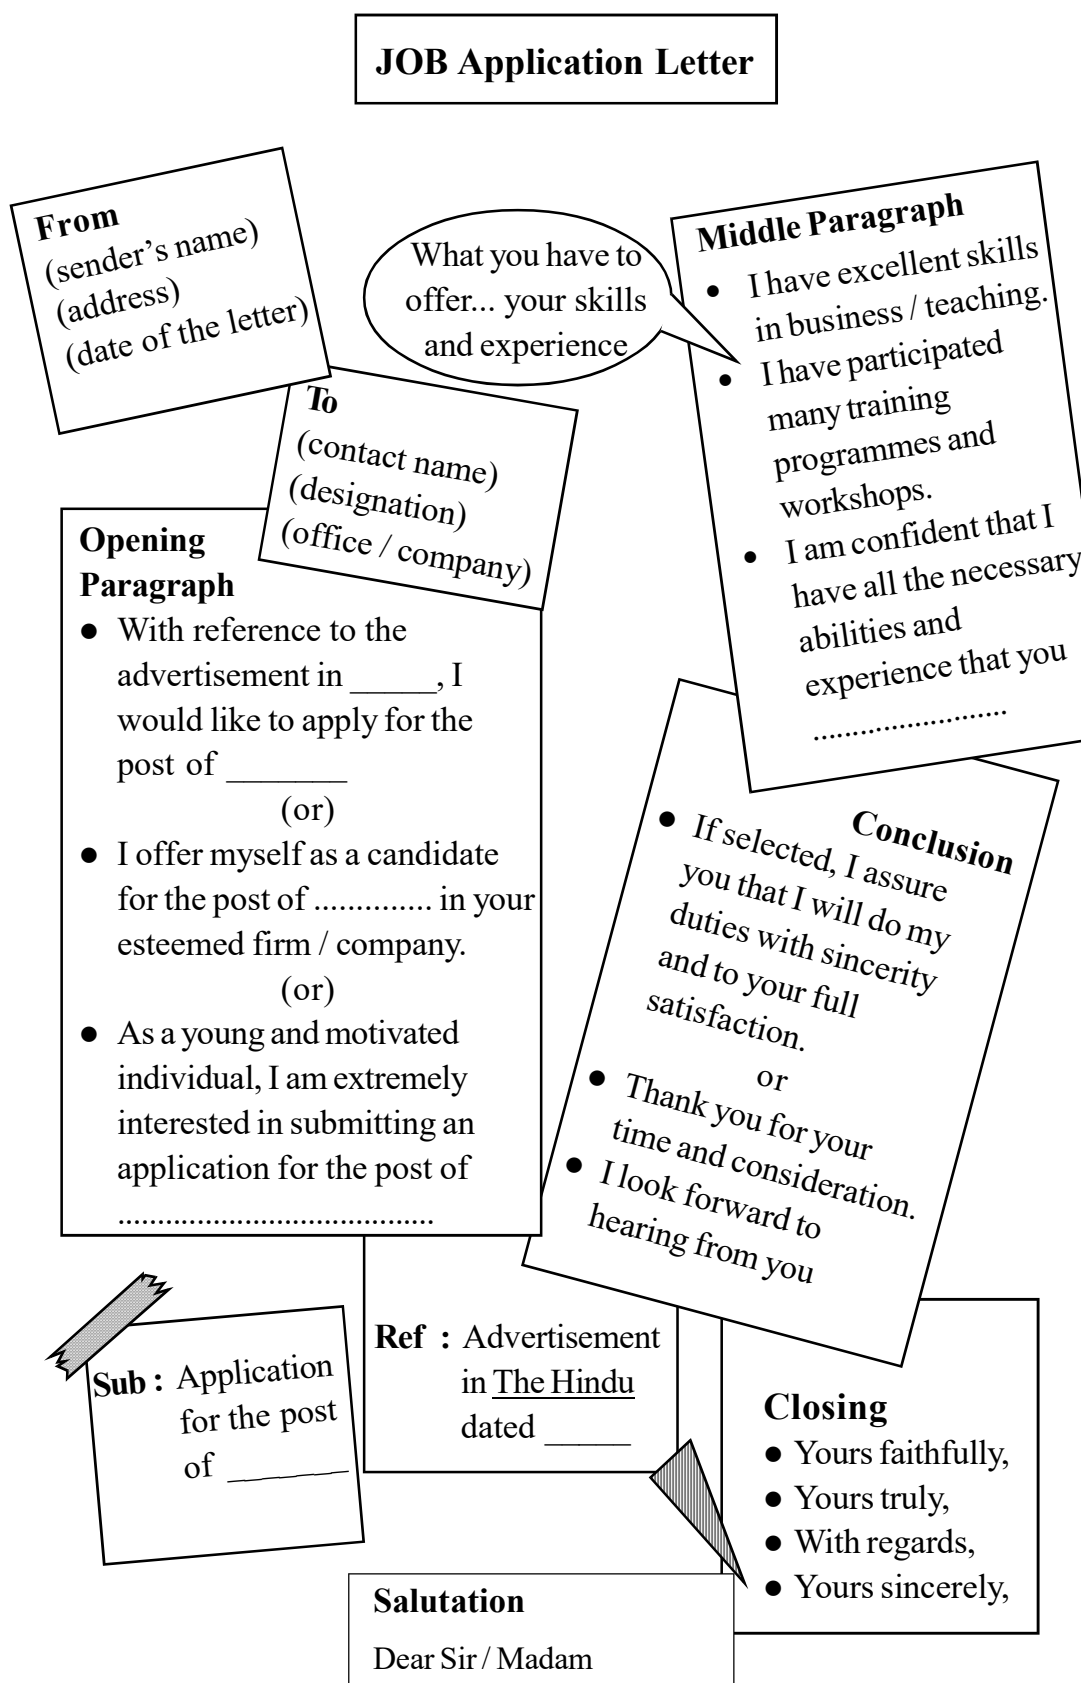 JOB Application Letter
From
(sender's name)
(address)
(date of the letter)
To
(contact name)
(designation)
(office / company)
What you have to
offer... your skills
and experience
Middle Paragraph
● I have excellent skills
in business / teaching.
● I have participated
many training
programmes and
workshops.
● I am confident that I
have all the necessary
abilities and
experience that you
........................
Opening
Paragraph
● With reference to the
advertisement in _____, I
would like to apply for the
post of _______
(or)
● I offer myself as a candidate
for the post of .............. in your
esteemed firm / company.
(or)
● As a young and motivated
individual, I am extremely
interested in submitting an
application for the post of
.......................................
Conclusion
● If selected, I assure
you that I will do my
duties with sincerity
and to your full
satisfaction.
or
● Thank you for your
time and consideration.
● I look forward to
hearing from you
Sub : Application
for the post
of _______
Ref : Advertisement
in The Hindu
dated _____
Closing
● Yours faithfully,
● Yours truly,
● With regards,
● Yours sincerely,
Salutation
Dear Sir / Madam